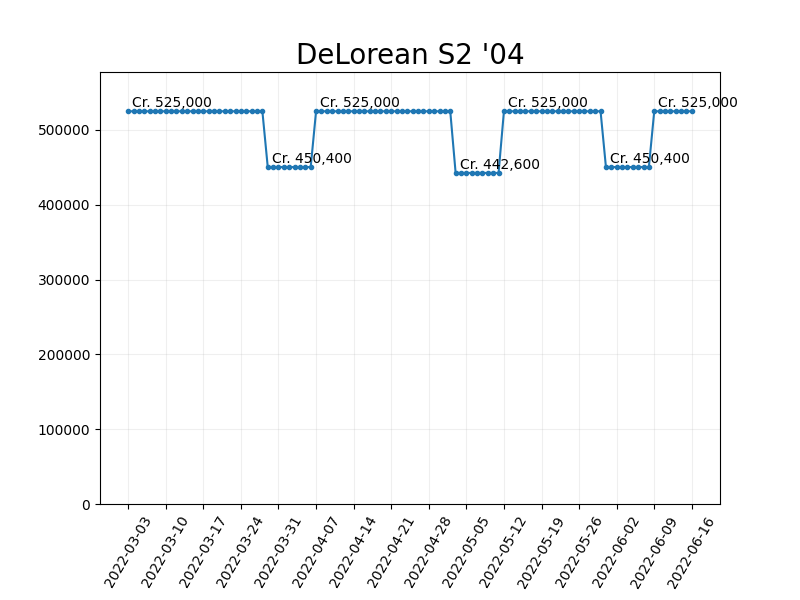 DeLorean S2 '04
Cr. 525,000
Cr. 525,000
Cr. 525,000
Cr. 525,000
Cr. 450,400
Cr. 442,600
Cr. 450,400
500000
400000
300000
200000
100000
0
2022-03-03
2022-03-10
2022-03-17
2022-03-24
2022-03-31
2022-04-07
2022-04-14
2022-04-21
2022-04-28
2022-05-05
2022-05-12
2022-05-19
2022-05-26
2022-06-02
2022-06-09
2022-06-16